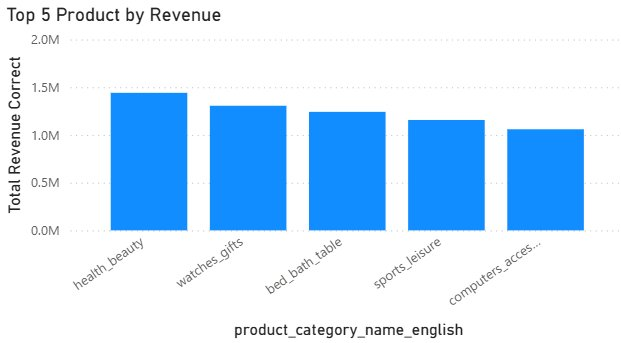 Top 5 Product by Revenue
Total Revenue Correct
2.0M
1.5M
1.0M
0.5M
0.0M
health_beauty
watches_gifts
bed_bath_table
sports_leisure
computers_acces...
product_category_name_english